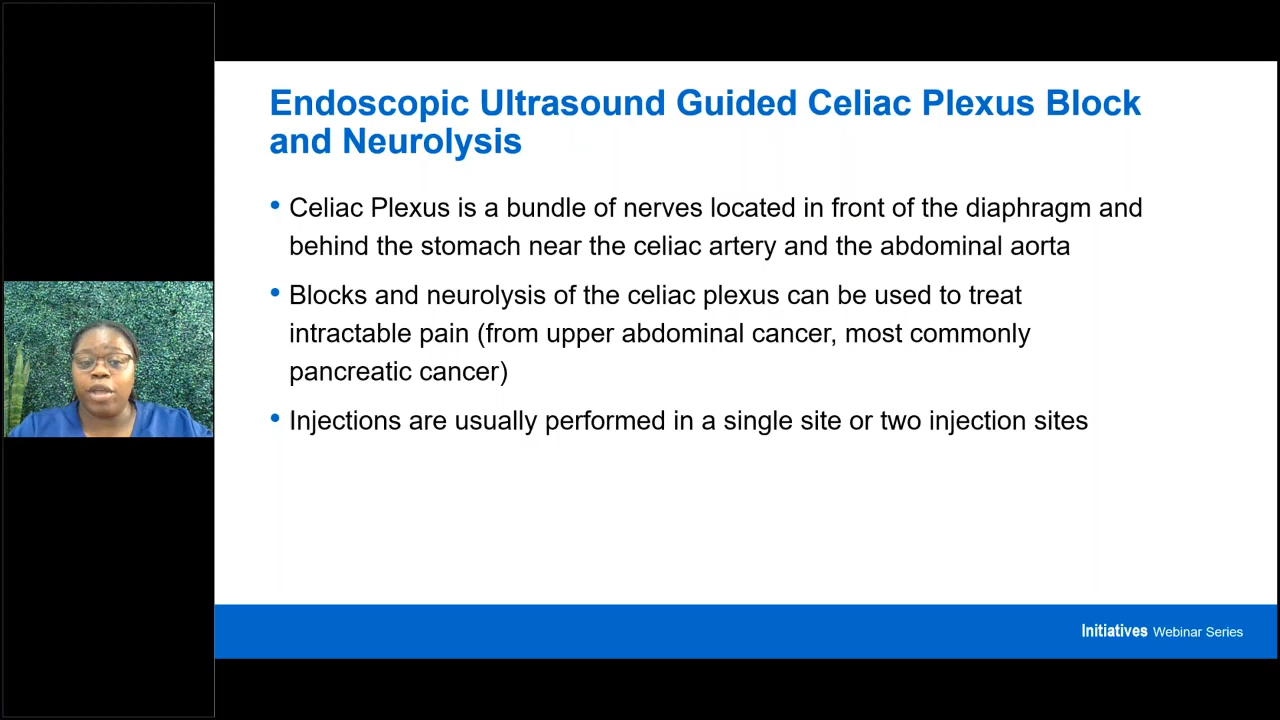 Endoscopic Ultrasound Guided Celiac Plexus Block
and Neurolysis
• Celiac Plexus is a bundle of nerves located in front of the diaphragm and
behind the stomach near the celiac artery and the abdominal aorta
• Blocks and neurolysis of the celiac plexus can be used to treat
intractable pain (from upper abdominal cancer, most commonly
pancreatic cancer)
• Injections are usually performed in a single site or two injection sites
Initiatives Webinar Series